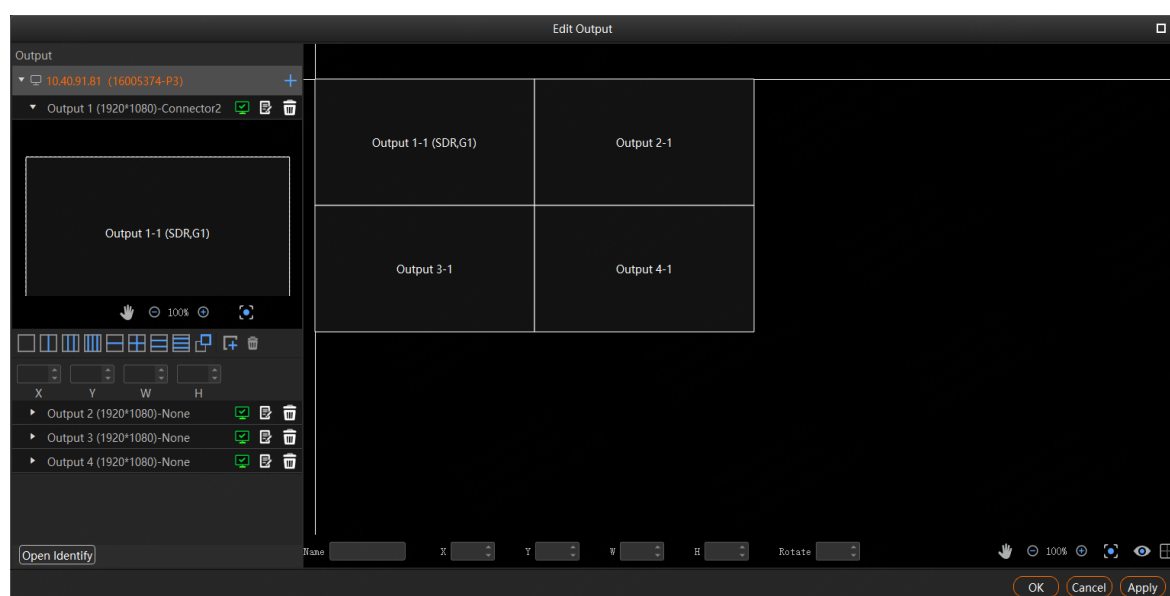 Edit Output
Output
10.40.91.81 (16005374-P3)
Output 1 (1920*1080)-Connector2
Output 1-1 (SDR,G1)
100%
X Y W H
Output 2 (1920*1080)-None
Output 3 (1920*1080)-None
Output 4 (1920*1080)-None
Open Identify
Output 1-1 (SDR,G1) Output 2-1
Output 3-1 Output 4-1
Name X Y W H Rotate 100%
OK Cancel Apply